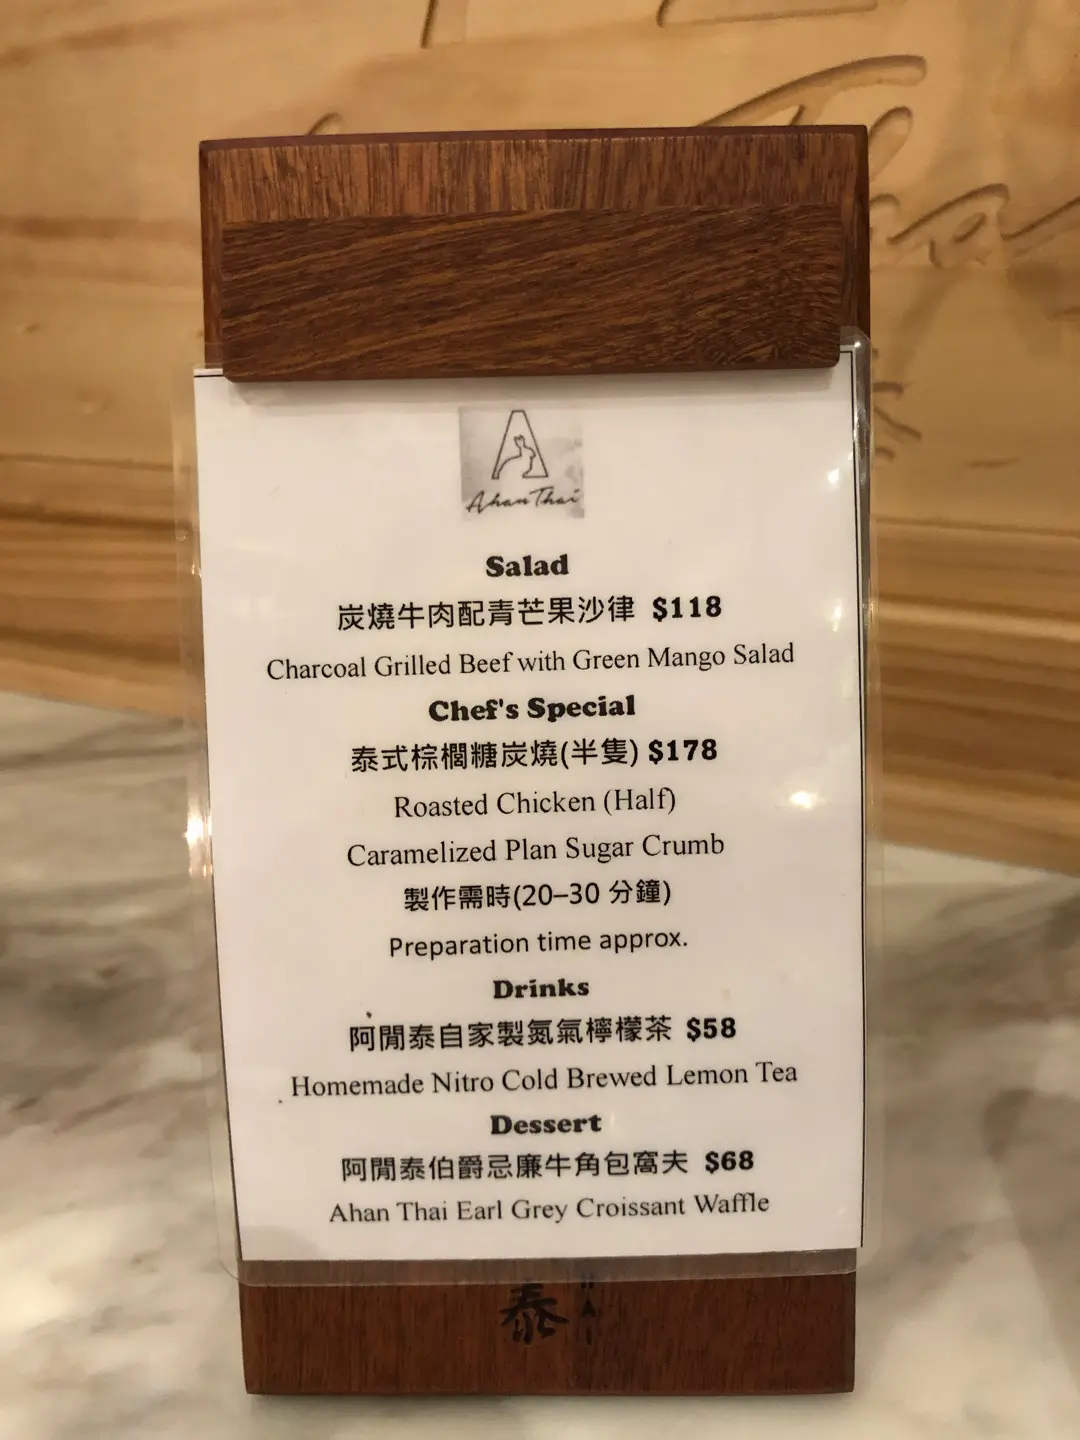 Ahan Thai
Salad
炭燒牛肉配青芒果沙律 $118
Charcoal Grilled Beef with Green Mango Salad
Chef's Special
泰式棕櫚糖炭燒(半隻) $178
Roasted Chicken (Half)
Caramelized Plan Sugar Crumb
製作需時(20–30 分鐘)
Preparation time approx.
Drinks
阿閒泰自家製氮氣檸檬茶 $58
Homemade Nitro Cold Brewed Lemon Tea
Dessert
阿閒泰伯爵忌廉牛角包窩夫 $68
Ahan Thai Earl Grey Croissant Waffle
泰